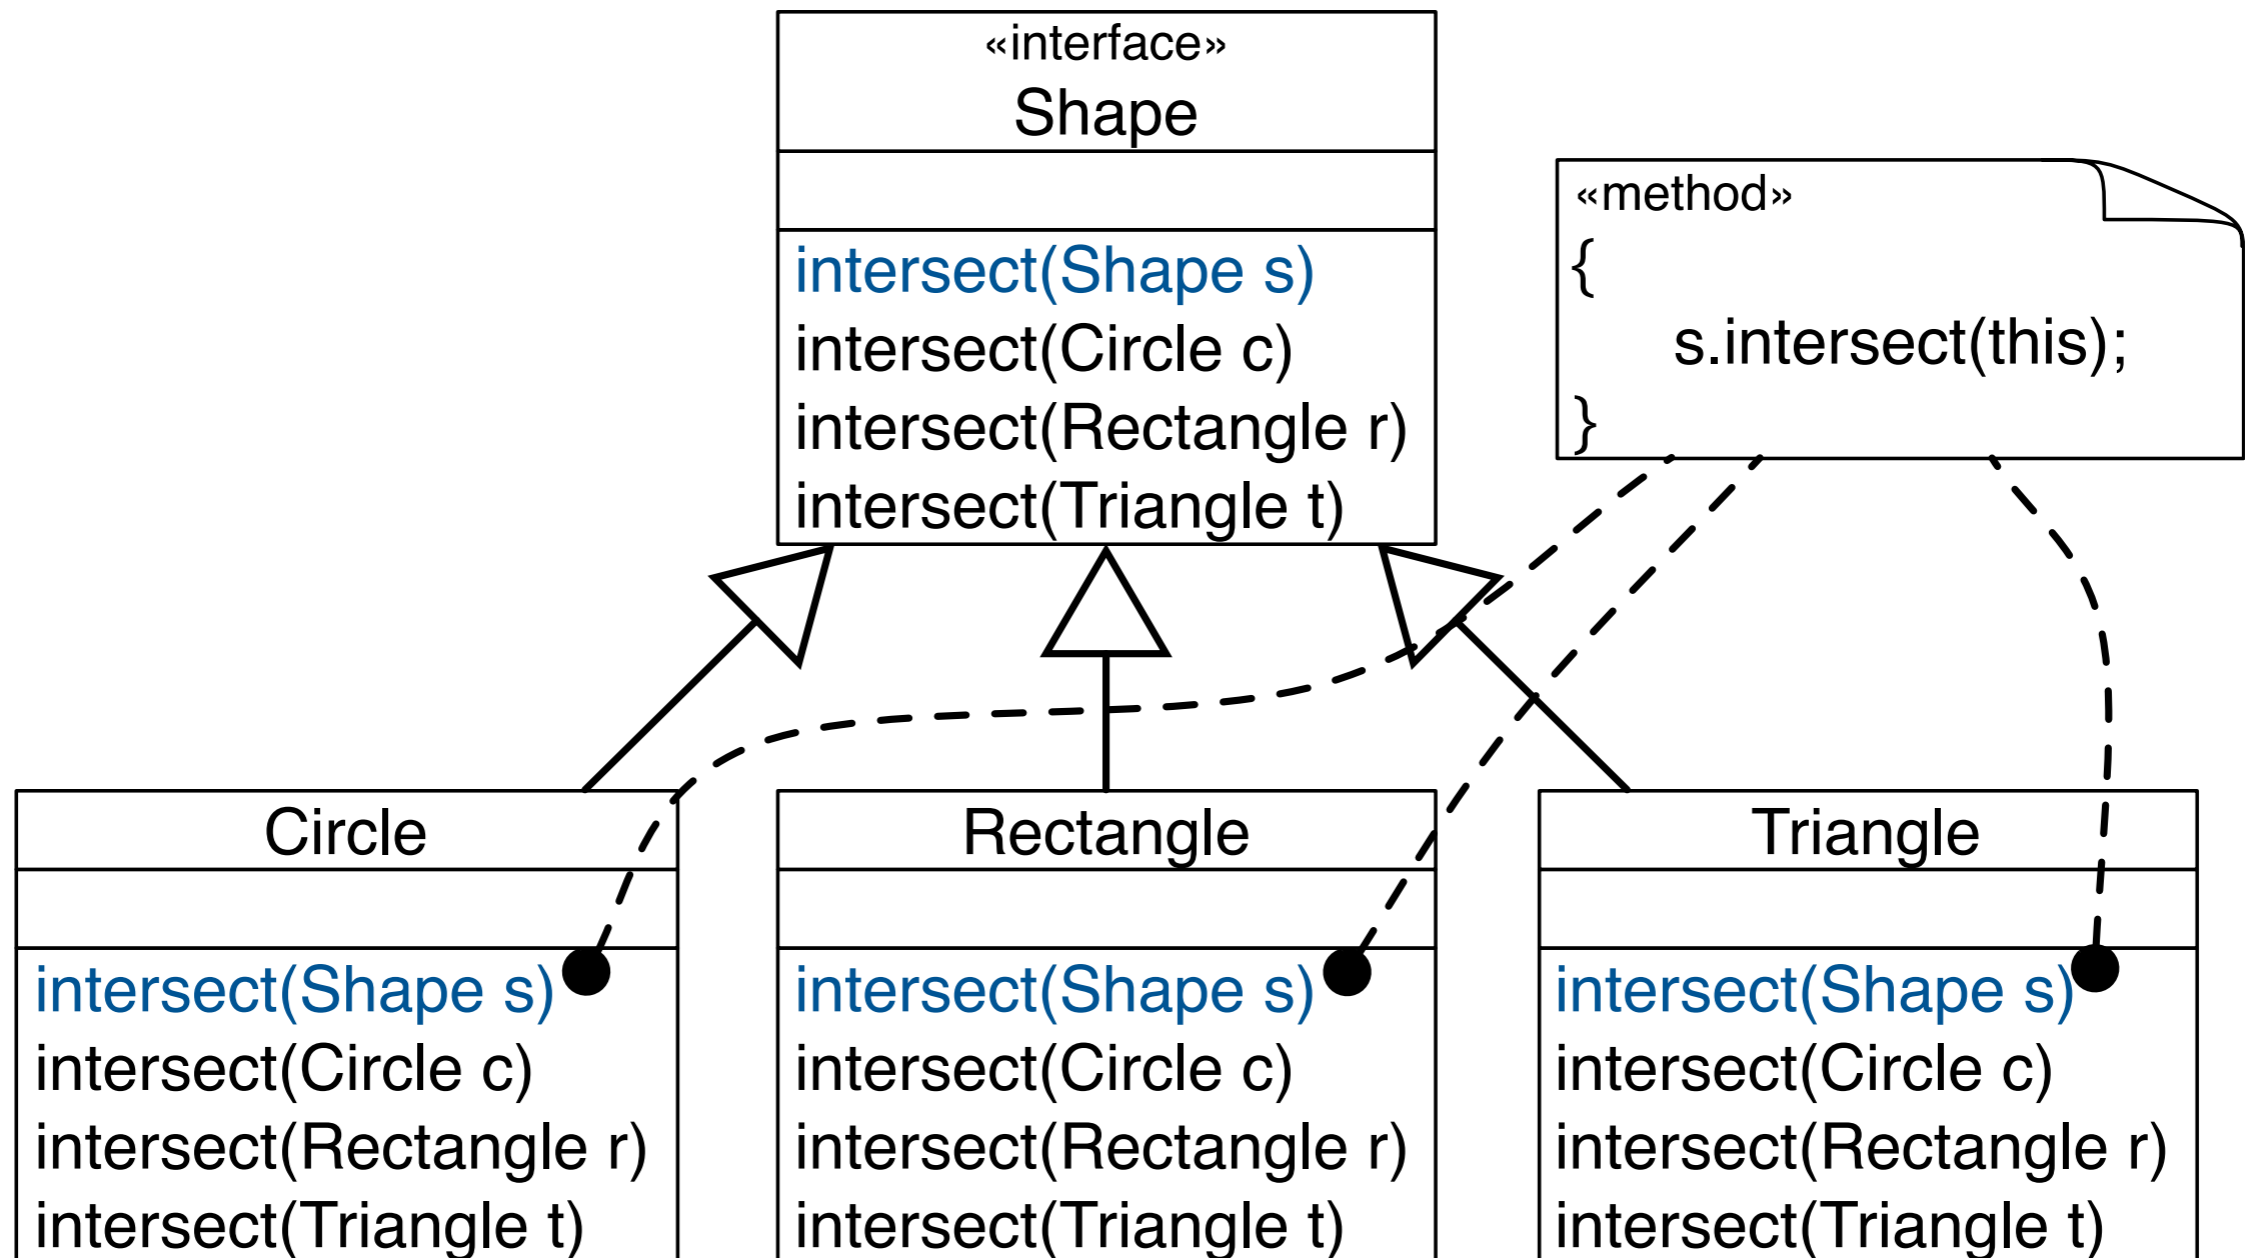 «interface»
Shape
intersect(Shape s)
intersect(Circle c)
intersect(Rectangle r)
intersect(Triangle t)
«method»
{
s.intersect(this);
}
Circle
intersect(Shape s)
intersect(Circle c)
intersect(Rectangle r)
intersect(Triangle t)
Rectangle
intersect(Shape s)
intersect(Circle c)
intersect(Rectangle r)
intersect(Triangle t)
Triangle
intersect(Shape s)
intersect(Circle c)
intersect(Rectangle r)
intersect(Triangle t)